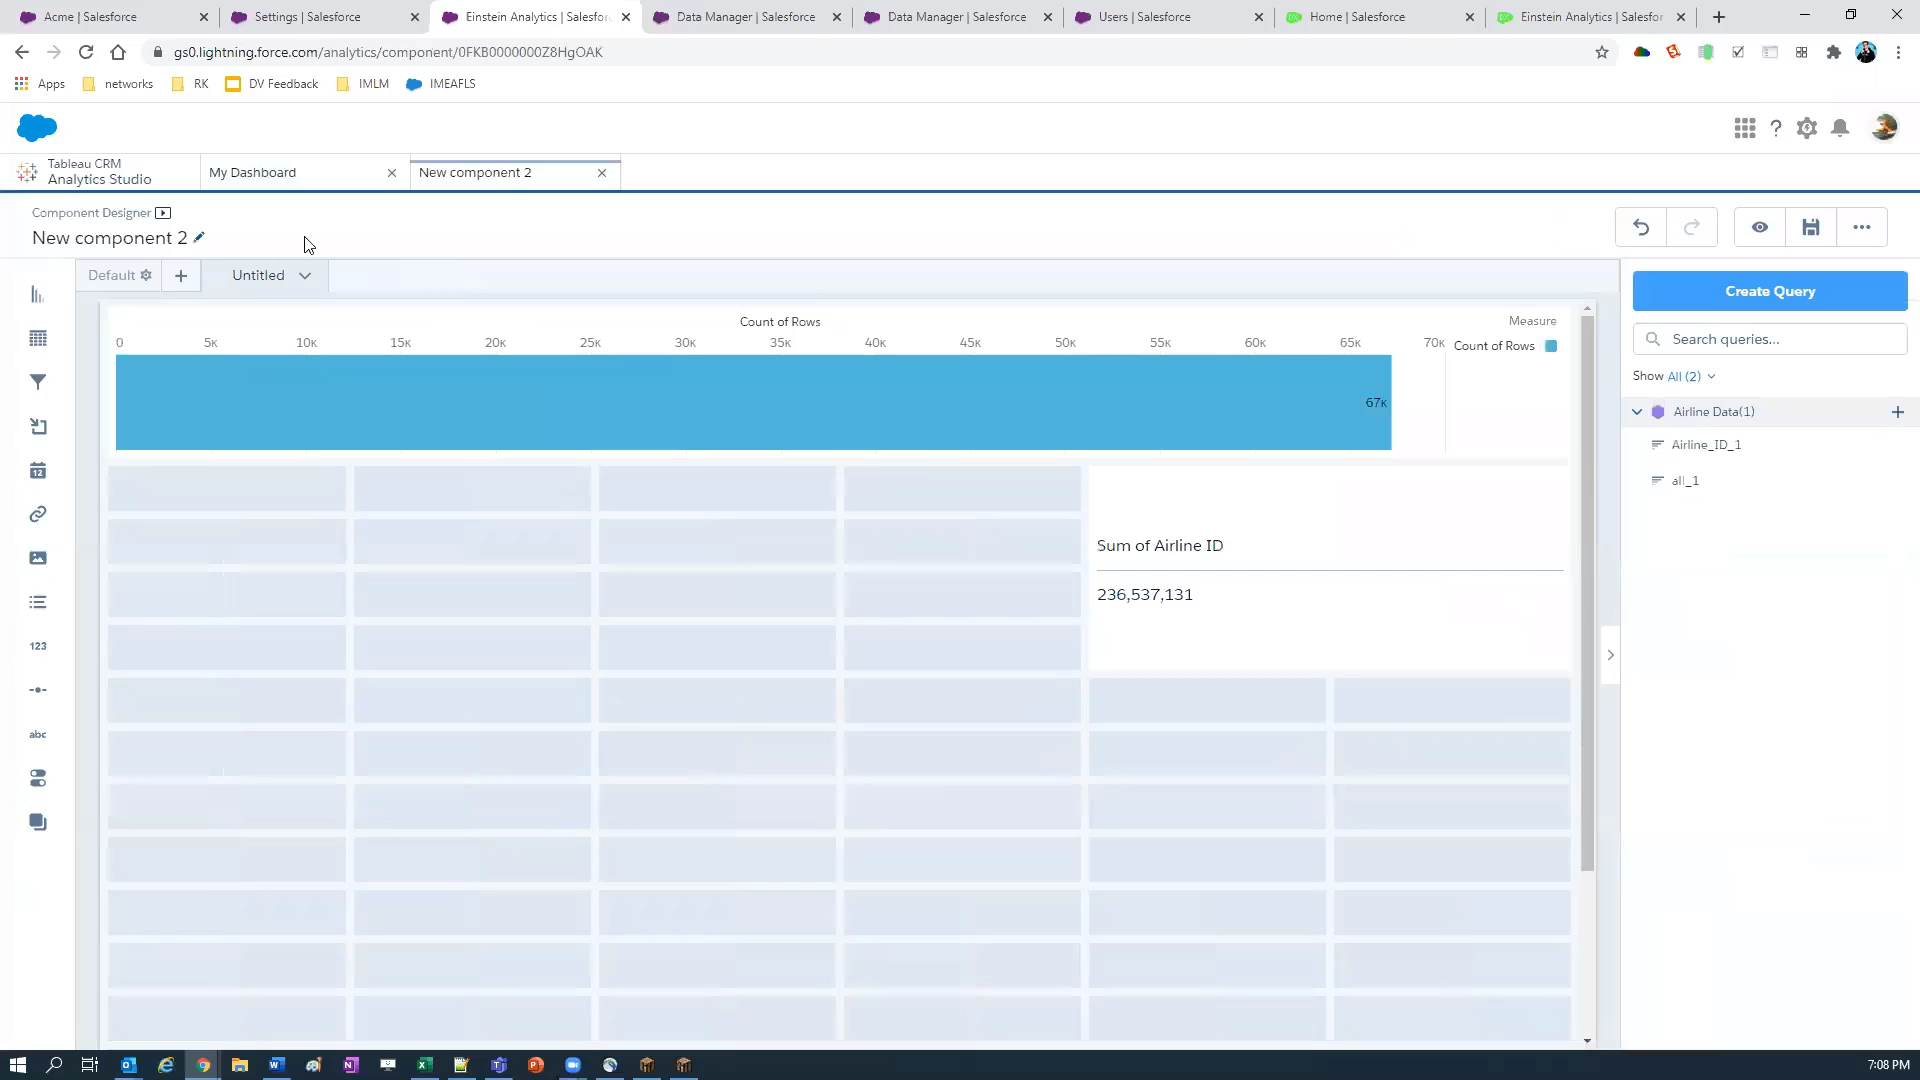 Acme | Salesforce
Settings | Salesforce
Einstein Analytics | Salesfor
Data Manager | Salesforce
Data Manager | Salesforce
Users | Salesforce
Home | Salesforce
Einstein Analytics | Salesfor
gs0.lightning.force.com/analytics/component/0FKB0000000Z8HgOAK
Apps
networks
RK
DV Feedback
IMLM
IMEAFLS
Tableau CRM
Analytics Studio
My Dashboard
New component 2
Component Designer
New component 2
Default
Untitled
Count of Rows
Measure
0 5K 10K 15K 20K 25K 30K 35K 40K 45K 50K 55K 60K 65K 70K
Count of Rows
67K
Sum of Airline ID
236,537,131
12
123
abc
Create Query
Search queries...
Show All (2)
Airline Data(1)
Airline_ID_1
all_1
7:08 PM